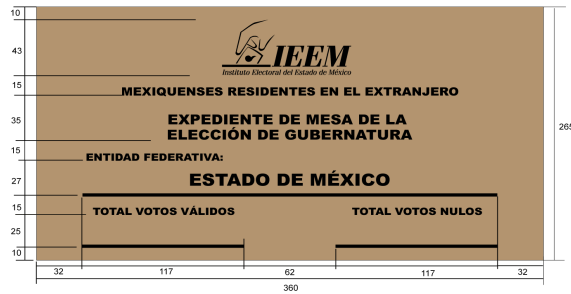 10
43
15
35
15
27
15
25
10
IEEM
Instituto Electoral del Estado de México
MEXIQUENSES RESIDENTES EN EL EXTRANJERO
EXPEDIENTE DE MESA DE LA
ELECCIÓN DE GUBERNATURA
ENTIDAD FEDERATIVA:
ESTADO DE MÉXICO
TOTAL VOTOS VÁLIDOS TOTAL VOTOS NULOS
265
32 117 62 117 32
360